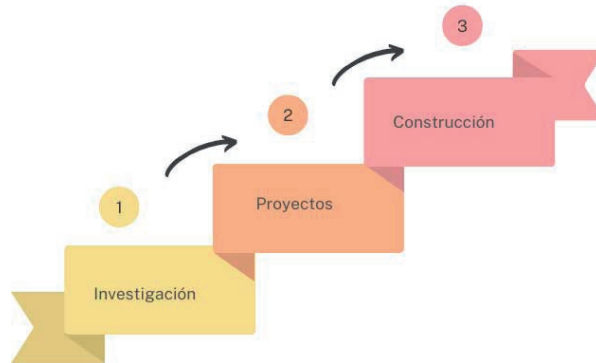 1
Investigación
2
Proyectos
3
Construcción